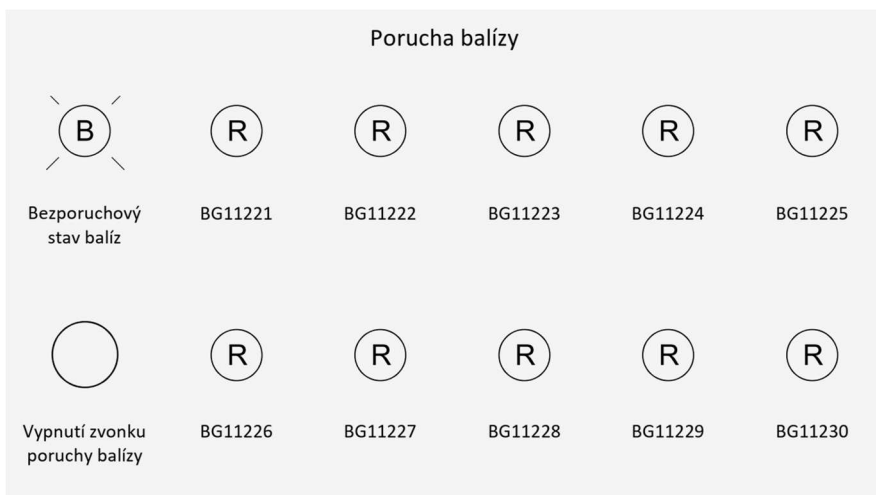 Porucha balízy
B R R R R R
Bezporuchový
stav balíz
BG11221 BG11222 BG11223 BG11224 BG11225
R R R R R
Vypnutí zvonku
poruchy balízy
BG11226 BG11227 BG11228 BG11229 BG11230